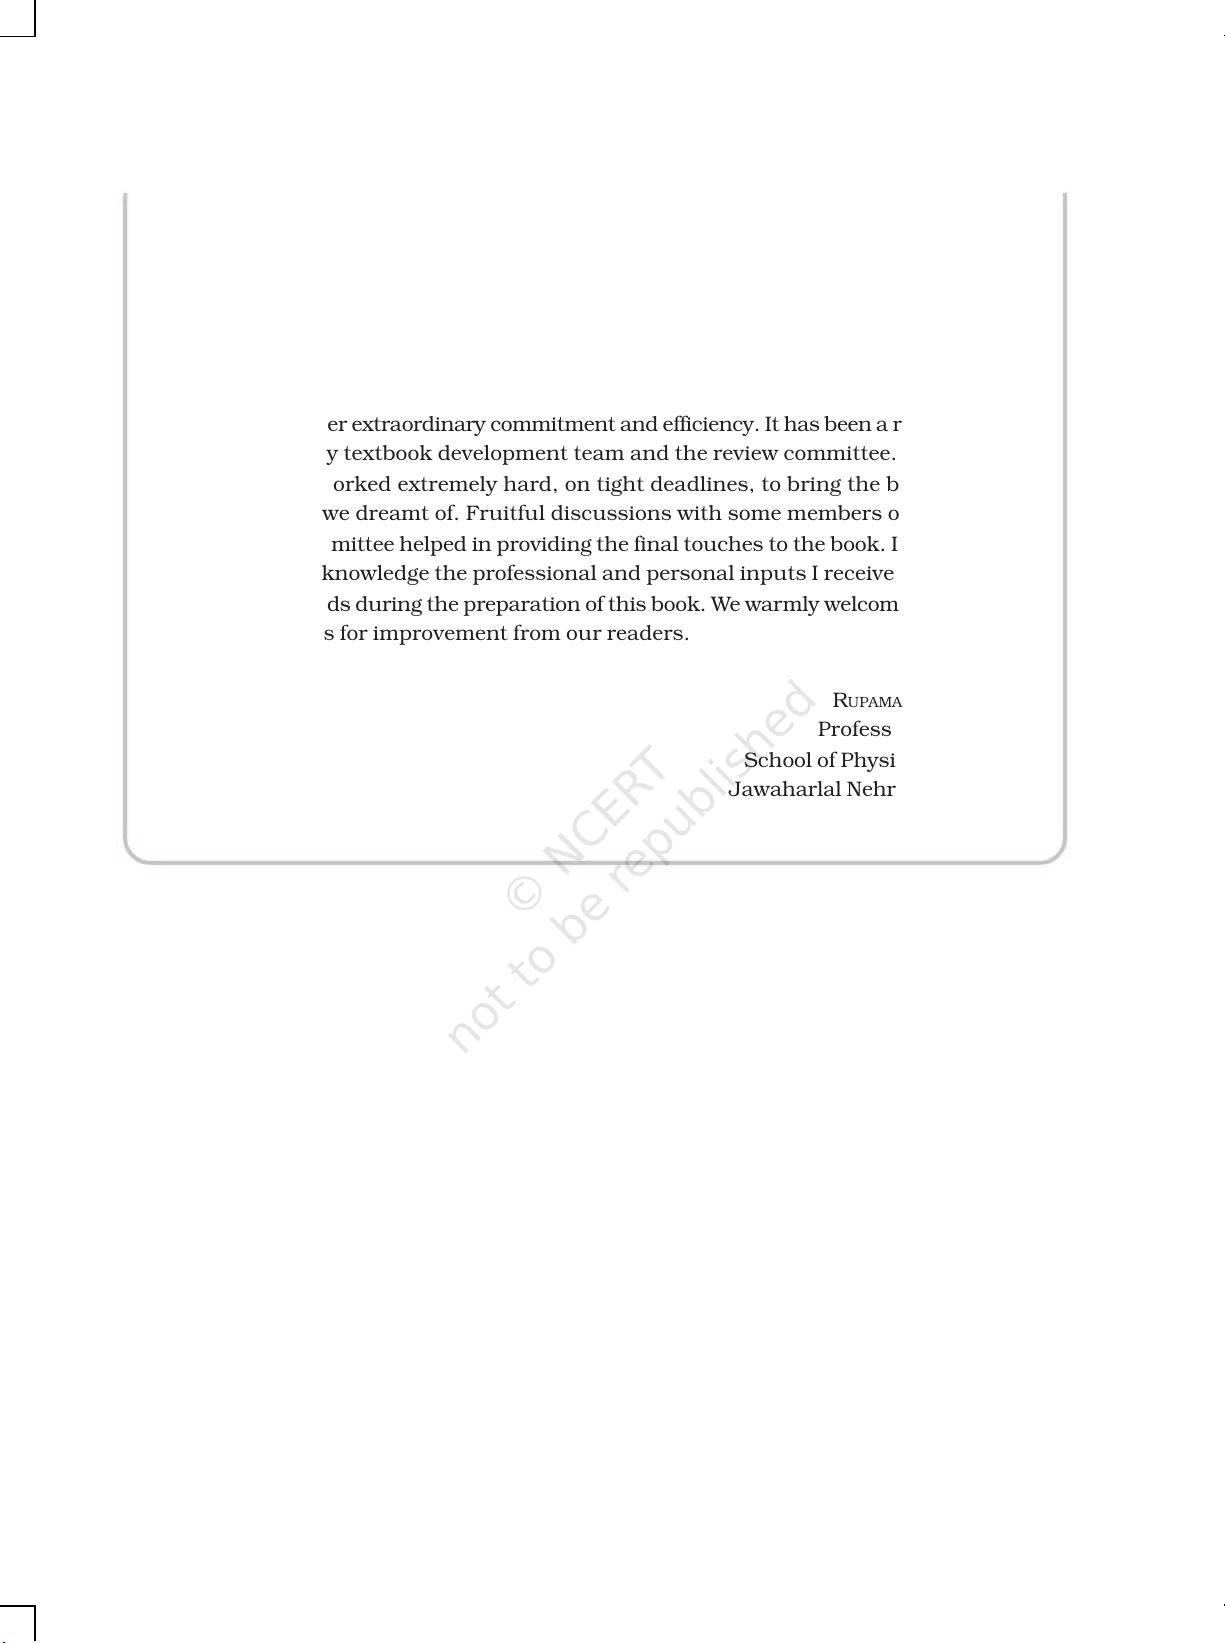 er extraordinary commitment and efficiency. It has been a r
y textbook development team and the review committee.
orked extremely hard, on tight deadlines, to bring the b
we dreamt of. Fruitful discussions with some members o
mittee helped in providing the final touches to the book. I
knowledge the professional and personal inputs I receive
ds during the preparation of this book. We warmly welcom
s for improvement from our readers.
RUPAMA
Profess
School of Physi
Jawaharlal Nehr
© NCERT
not to be republished